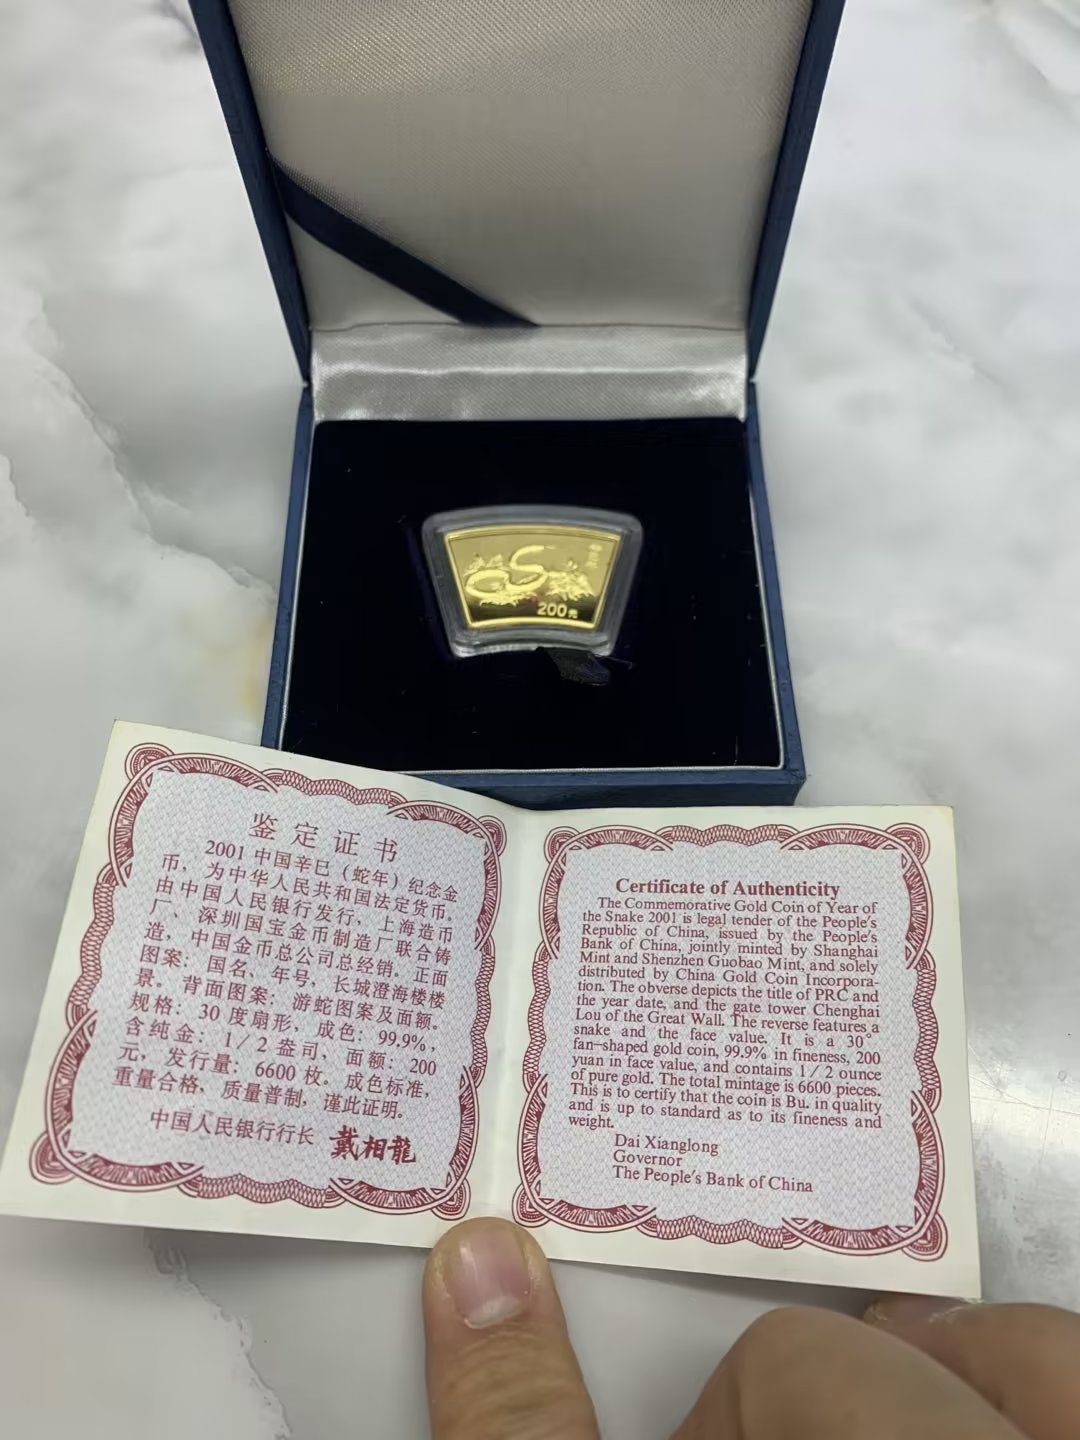 200元
鉴定证书
2001中国辛巳（蛇年）纪念金
币，为中华人民共和国法定货币。
由中国人民银行发行，上海造币
厂、深圳国宝金币制造厂联合铸
造，中国金币总公司总经销。正面
图案：国名、年号，长城澄海楼楼
景。背面图案：游蛇图案及面额。
规格：30度扇形，成色：99.9%，
含纯金：1/2盎司，面额：200
元，发行量：6600枚。成色标准，
重量合格，质量普制，谨此证明。
中国人民银行行长 戴相龍
Certificate of Authenticity
The Commemorative Gold Coin of Year of
the Snake 2001 is legal tender of the People's
Republic of China, issued by the People's
Bank of China, jointly minted by Shanghai
Mint and Shenzhen Guobao Mint, and solely
distributed by China Gold Coin Incorpora-
tion. The obverse depicts the title of PRC and
the year date, and the gate tower Chenghai
Lou of the Great Wall. The reverse features a
snake and the face value. It is a 30°
fan-shaped gold coin, 99.9% in fineness, 200
yuan in face value, and contains 1/2 ounce
of pure gold. The total mintage is 6600 pieces.
This is to certify that the coin is Bu. in quality
and is up to standard as to its fineness and
weight.
Dai Xianglong
Governor
The People's Bank of China